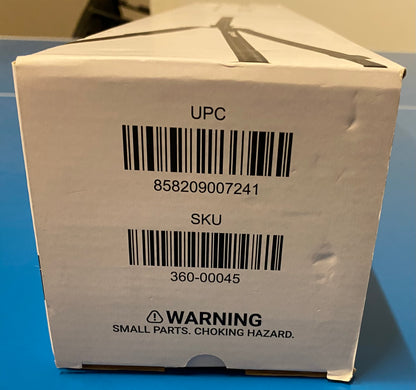 UPC
858209007241
SKU
360-00045
⚠WARNING
SMALL PARTS. CHOKING HAZARD.